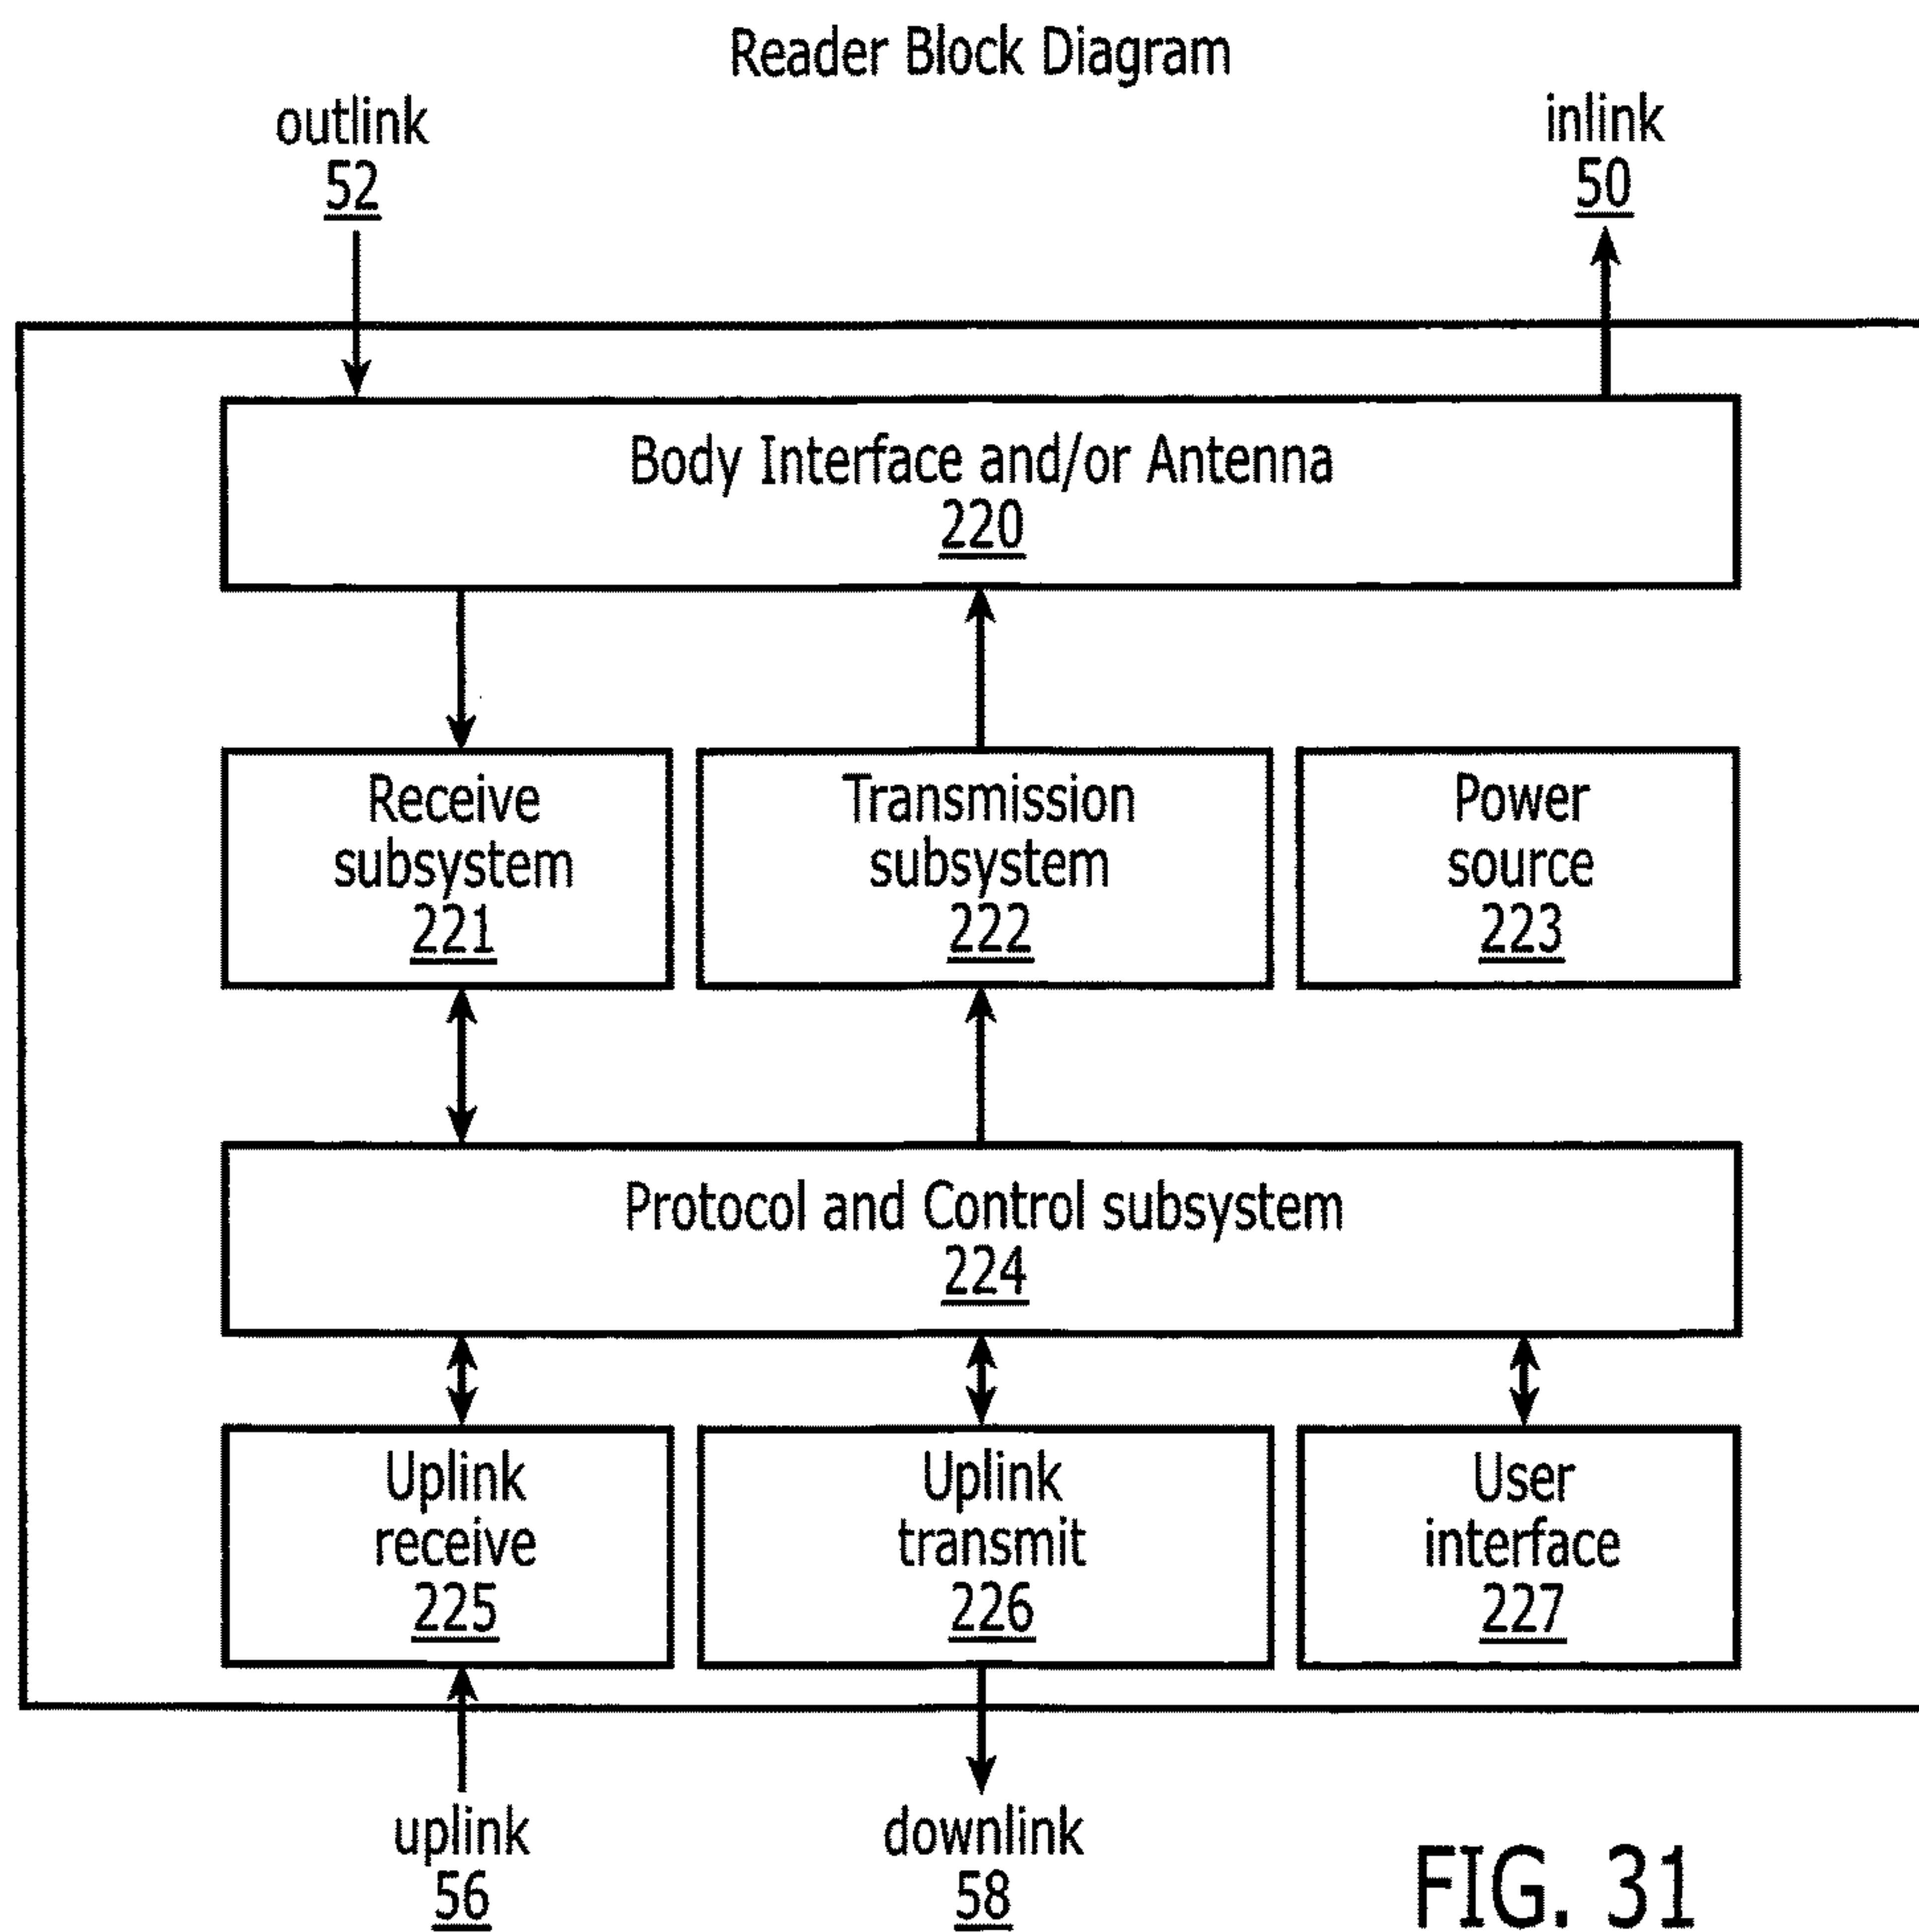 Reader Block Diagram
outlink
52
inlink
50
Body Interface and/or Antenna
220
Receive
subsystem
221
Transmission
subsystem
222
Power
source
223
Protocol and Control subsystem
224
Uplink
receive
225
Uplink
transmit
226
User
interface
227
uplink
56
downlink
58
FIG. 31